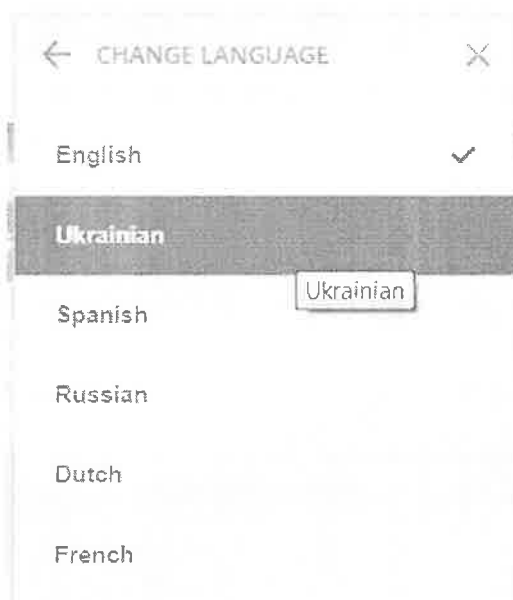 CHANGE LANGUAGE
English
Ukrainian
Ukrainian
Spanish
Russian
Dutch
French